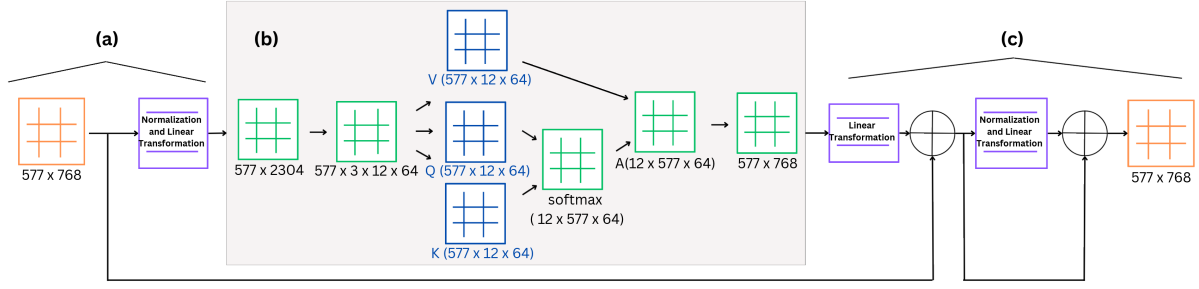 (a)
(b)
(c)
V (577 x 12 x 64)
Normalization
and Linear
Transformation
577 x 768
577 x 2304
577 x 3 x 12 x 64
Q (577 x 12 x 64)
K (577 x 12 x 64)
softmax
( 12 x 577 x 64)
A(12 x 577 x 64)
577 x 768
Linear
Transformation
Normalization
and Linear
Transformation
577 x 768